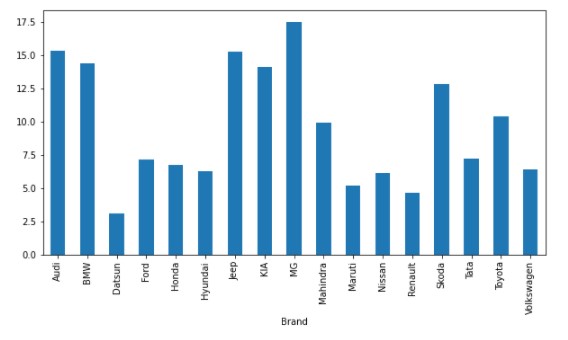 17.5
15.0
12.5
10.0
7.5
5.0
2.5
0.0
Audi
BMW
Datsun
Ford
Honda
Hyundai
Jeep
KIA
MG
Mahindra
Maruti
Nissan
Renault
Skoda
Tata
Toyota
Volkswagen
Brand